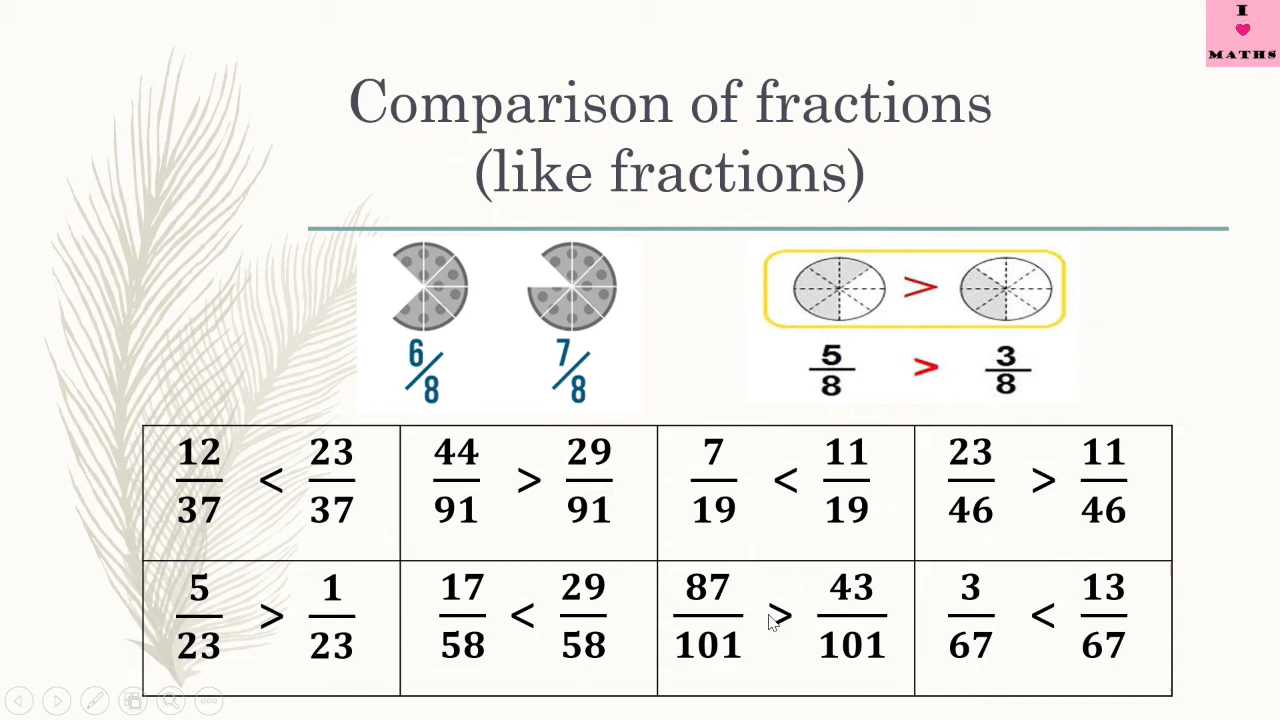 I
MATHS
Comparison of fractions
(like fractions)
6/8 7/8
>
5/8 > 3/8
12/37 < 23/37 44/91 > 29/91 7/19 < 11/19 23/46 > 11/46
5/23 > 1/23 17/58 < 29/58 87/101 > 43/101 3/67 < 13/67